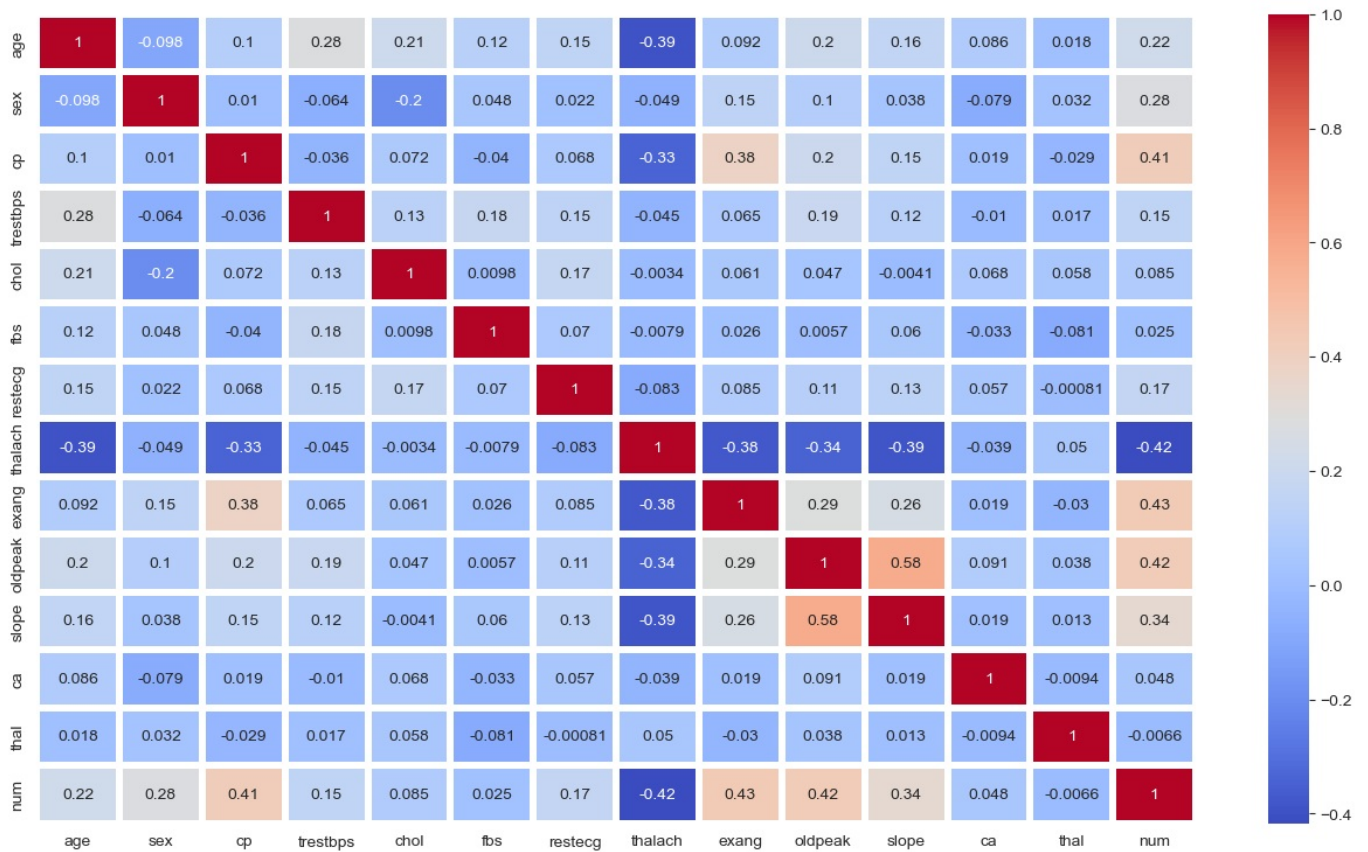 age 1 -0.098 0.1 0.28 0.21 0.12 0.15 -0.39 0.092 0.2 0.16 0.086 0.018 0.22
sex -0.098 1 0.01 -0.064 -0.2 0.048 0.022 -0.049 0.15 0.1 0.038 -0.079 0.032 0.28
cp 0.1 0.01 1 -0.036 0.072 -0.04 0.068 -0.33 0.38 0.2 0.15 0.019 -0.029 0.41
trestbps 0.28 -0.064 -0.036 1 0.13 0.18 0.15 -0.045 0.065 0.19 0.12 -0.01 0.017 0.15
chol 0.21 -0.2 0.072 0.13 1 0.0098 0.17 -0.0034 0.061 0.047 -0.0041 0.068 0.058 0.085
fbs 0.12 0.048 -0.04 0.18 0.0098 1 0.07 -0.0079 0.026 0.0057 0.06 -0.033 -0.081 0.025
restecg 0.15 0.022 0.068 0.15 0.17 0.07 1 -0.083 0.085 0.11 0.13 0.057 -0.00081 0.17
thalach -0.39 -0.049 -0.33 -0.045 -0.0034 -0.0079 -0.083 1 -0.38 -0.34 -0.39 -0.039 0.05 -0.42
exang 0.092 0.15 0.38 0.065 0.061 0.026 0.085 -0.38 1 0.29 0.26 0.019 -0.03 0.43
oldpeak 0.2 0.1 0.2 0.19 0.047 0.0057 0.11 -0.34 0.29 1 0.58 0.091 0.038 0.42
slope 0.16 0.038 0.15 0.12 -0.0041 0.06 0.13 -0.39 0.26 0.58 1 0.019 0.013 0.34
ca 0.086 -0.079 0.019 -0.01 0.068 -0.033 0.057 -0.039 0.019 0.091 0.019 1 -0.0094 0.048
thal 0.018 0.032 -0.029 0.017 0.058 -0.081 -0.00081 0.05 -0.03 0.038 0.013 -0.0094 1 -0.0066
num 0.22 0.28 0.41 0.15 0.085 0.025 0.17 -0.42 0.43 0.42 0.34 0.048 -0.0066 1
age sex cp trestbps chol fbs restecg thalach exang oldpeak slope ca thal num
1.0
0.8
0.6
0.4
0.2
0.0
−0.2
−0.4